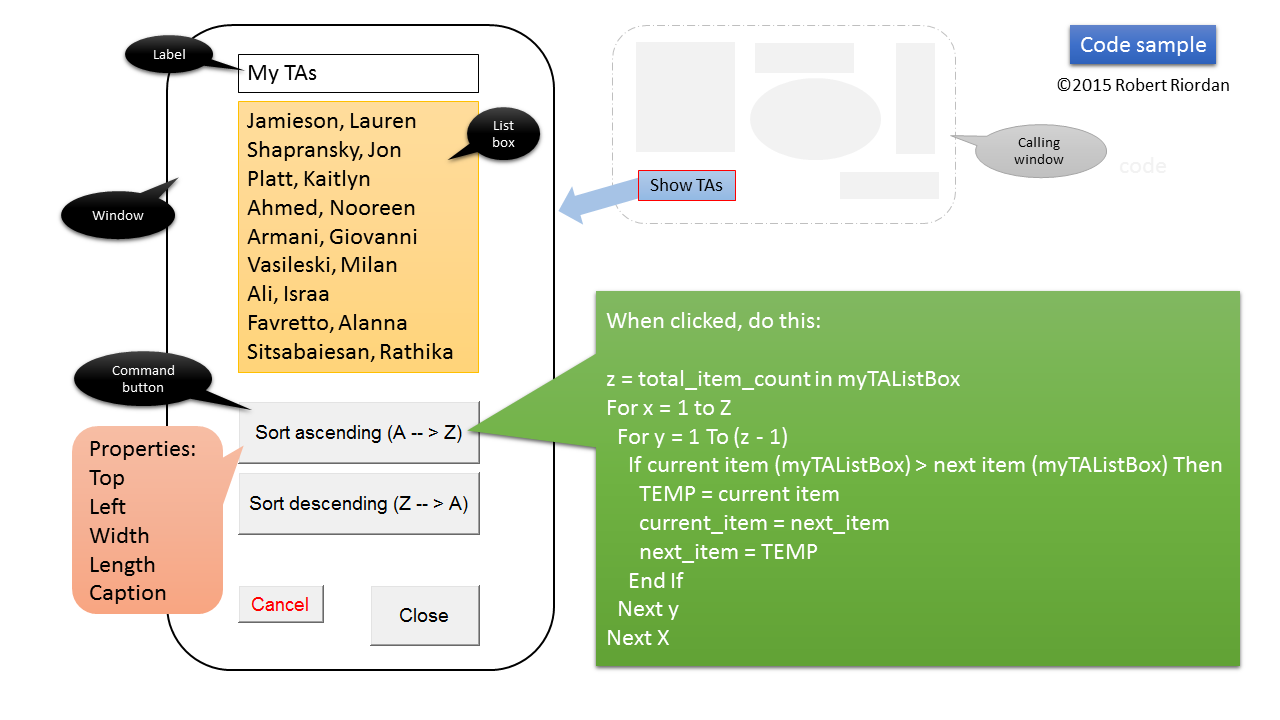 Label
My TAs
Jamieson, Lauren
Shapransky, Jon
Platt, Kaitlyn
Ahmed, Nooreen
Armani, Giovanni
Vasileski, Milan
Ali, Israa
Favretto, Alanna
Sitsabaiesan, Rathika
List
box
Window
Command
button
Sort ascending (A -- > Z)
Sort descending (Z -- > A)
Properties:
Top
Left
Width
Length
Caption
Cancel
Close
Show TAs
Calling
window
code
Code sample
©2015 Robert Riordan
When clicked, do this:
z = total_item_count in myTAListBox
For x = 1 to Z
For y = 1 To (z - 1)
If current item (myTAListBox) > next item (myTAListBox) Then
TEMP = current item
current_item = next_item
next_item = TEMP
End If
Next y
Next X